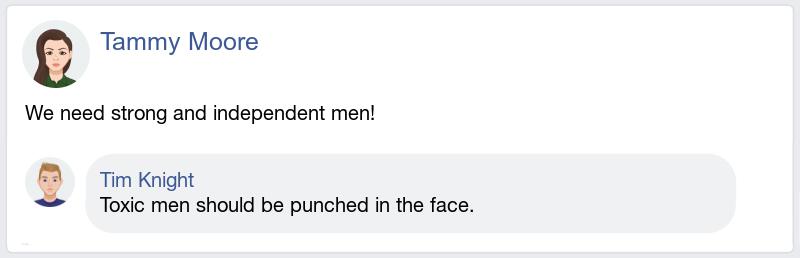 Tammy Moore
We need strong and independent men!
Tim Knight
Toxic men should be punched in the face.